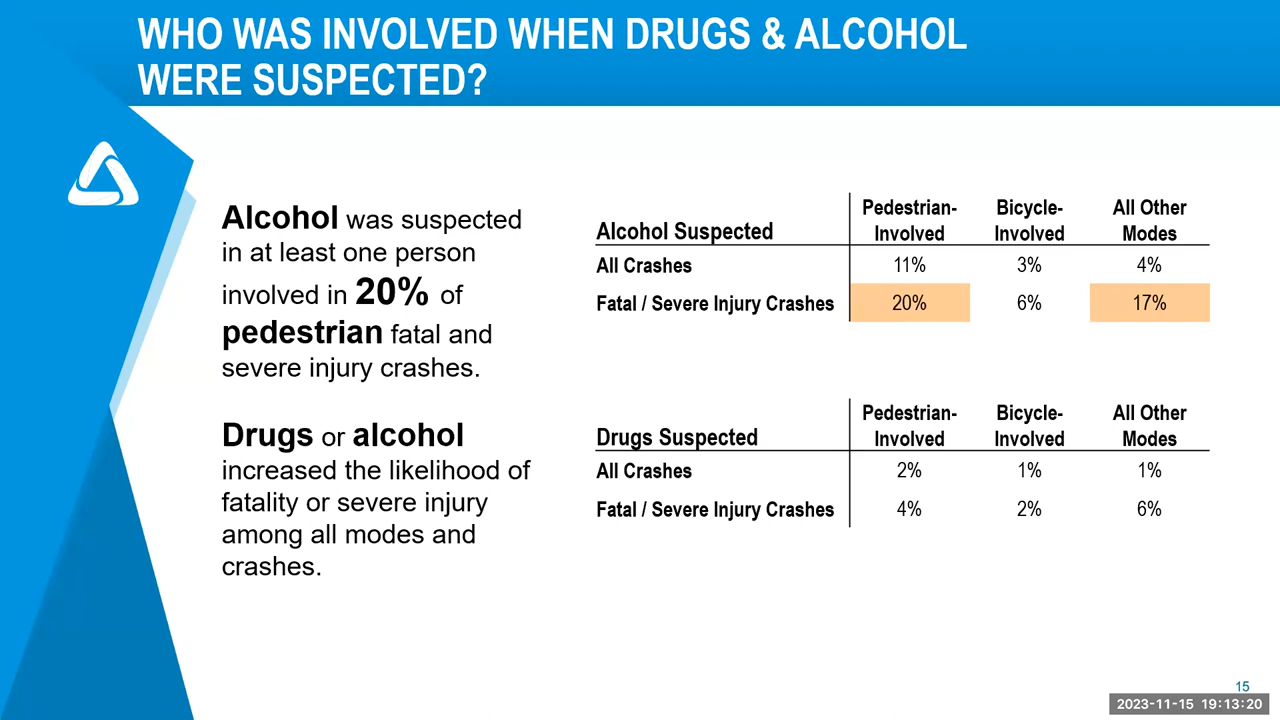 WHO WAS INVOLVED WHEN DRUGS & ALCOHOL
WERE SUSPECTED?
Alcohol was suspected
in at least one person
involved in 20% of
pedestrian fatal and
severe injury crashes.
Drugs or alcohol
increased the likelihood of
fatality or severe injury
among all modes and
crashes.
Alcohol Suspected Pedestrian-Involved Bicycle-Involved All Other Modes
All Crashes 11% 3% 4%
Fatal / Severe Injury Crashes 20% 6% 17%
Drugs Suspected Pedestrian-Involved Bicycle-Involved All Other Modes
All Crashes 2% 1% 1%
Fatal / Severe Injury Crashes 4% 2% 6%
15
2023-11-15 19:13:20